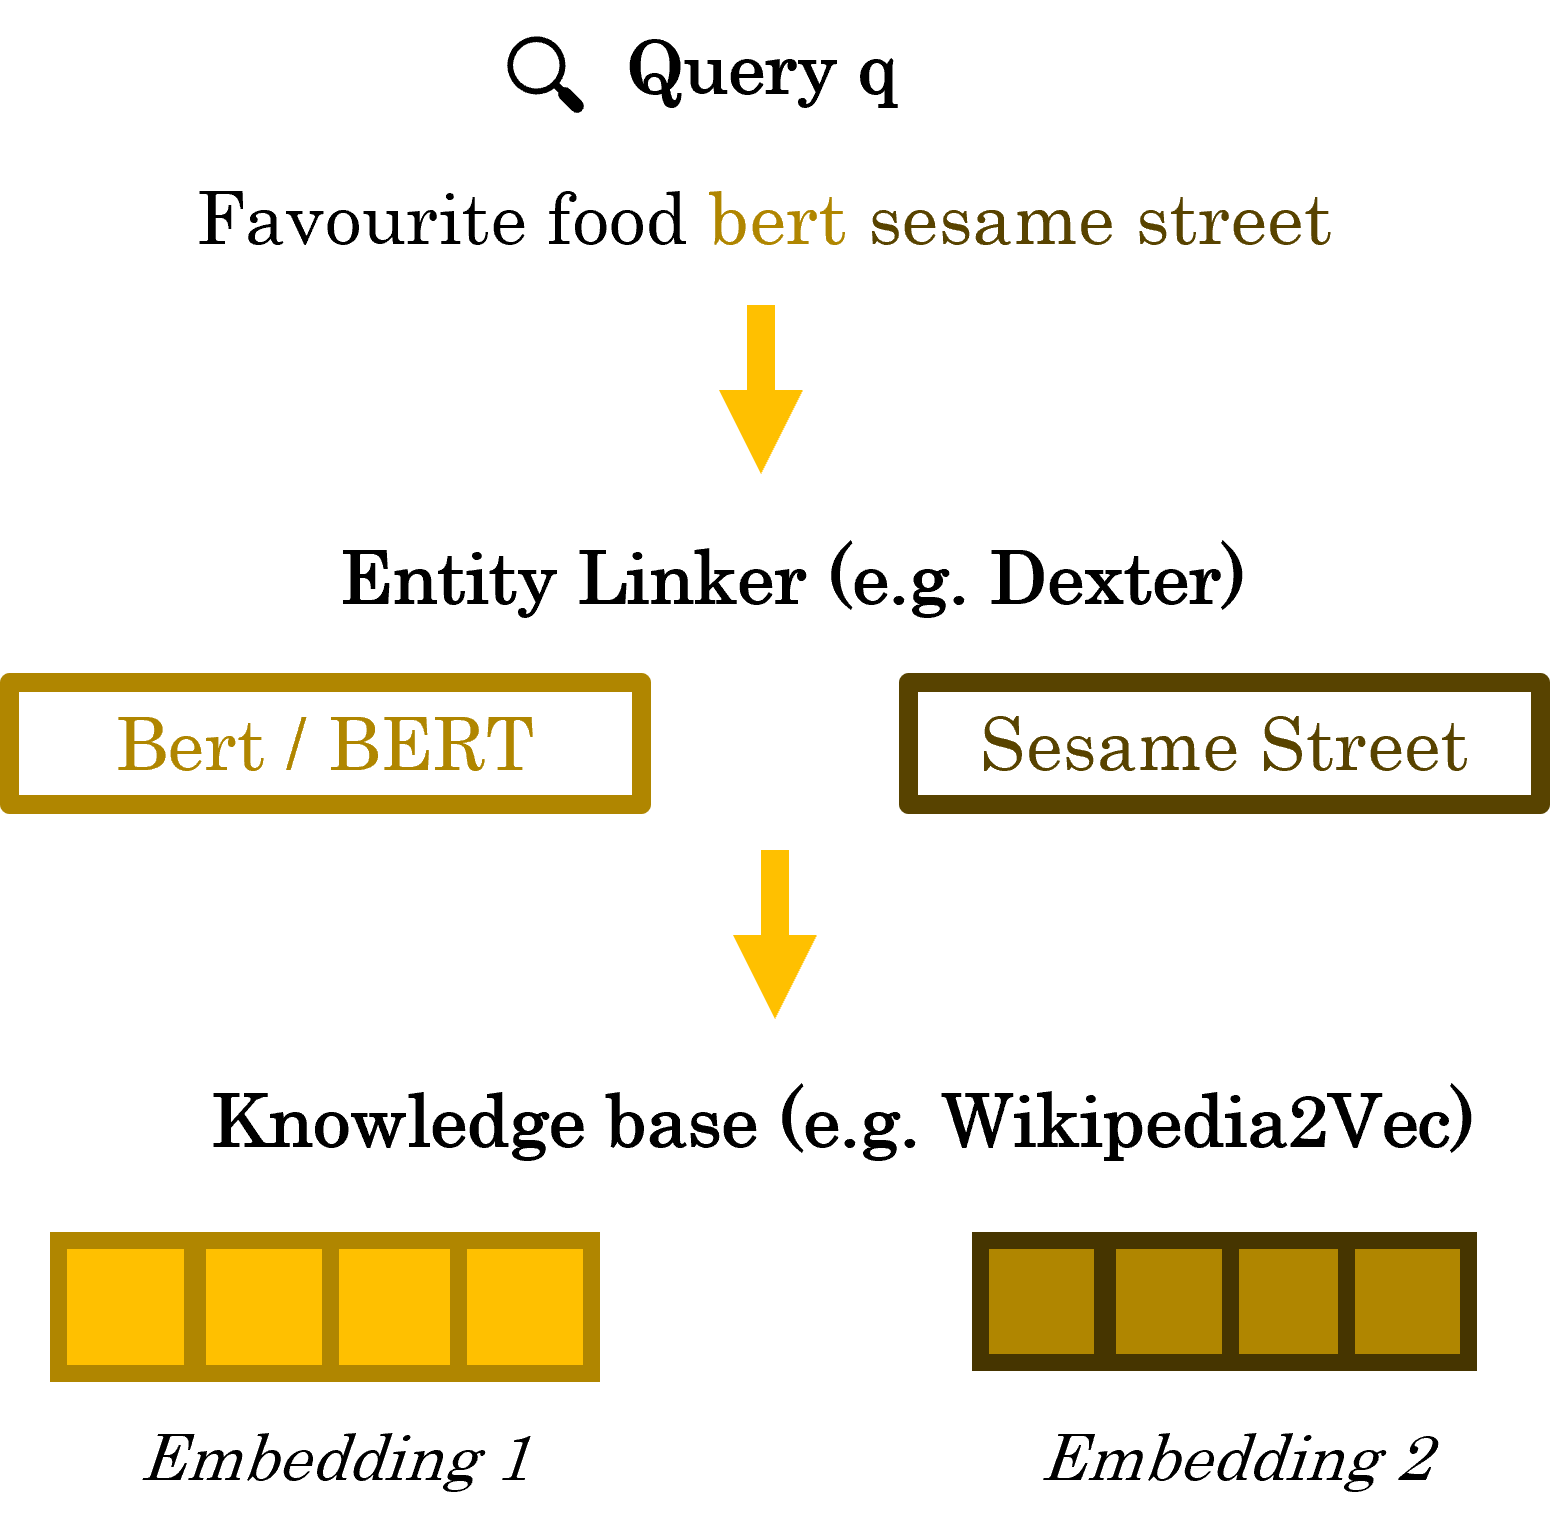 Query q
Favourite food bert sesame street
Entity Linker (e.g. Dexter)
Bert / BERT
Sesame Street
Knowledge base (e.g. Wikipedia2Vec)
Embedding 1
Embedding 2